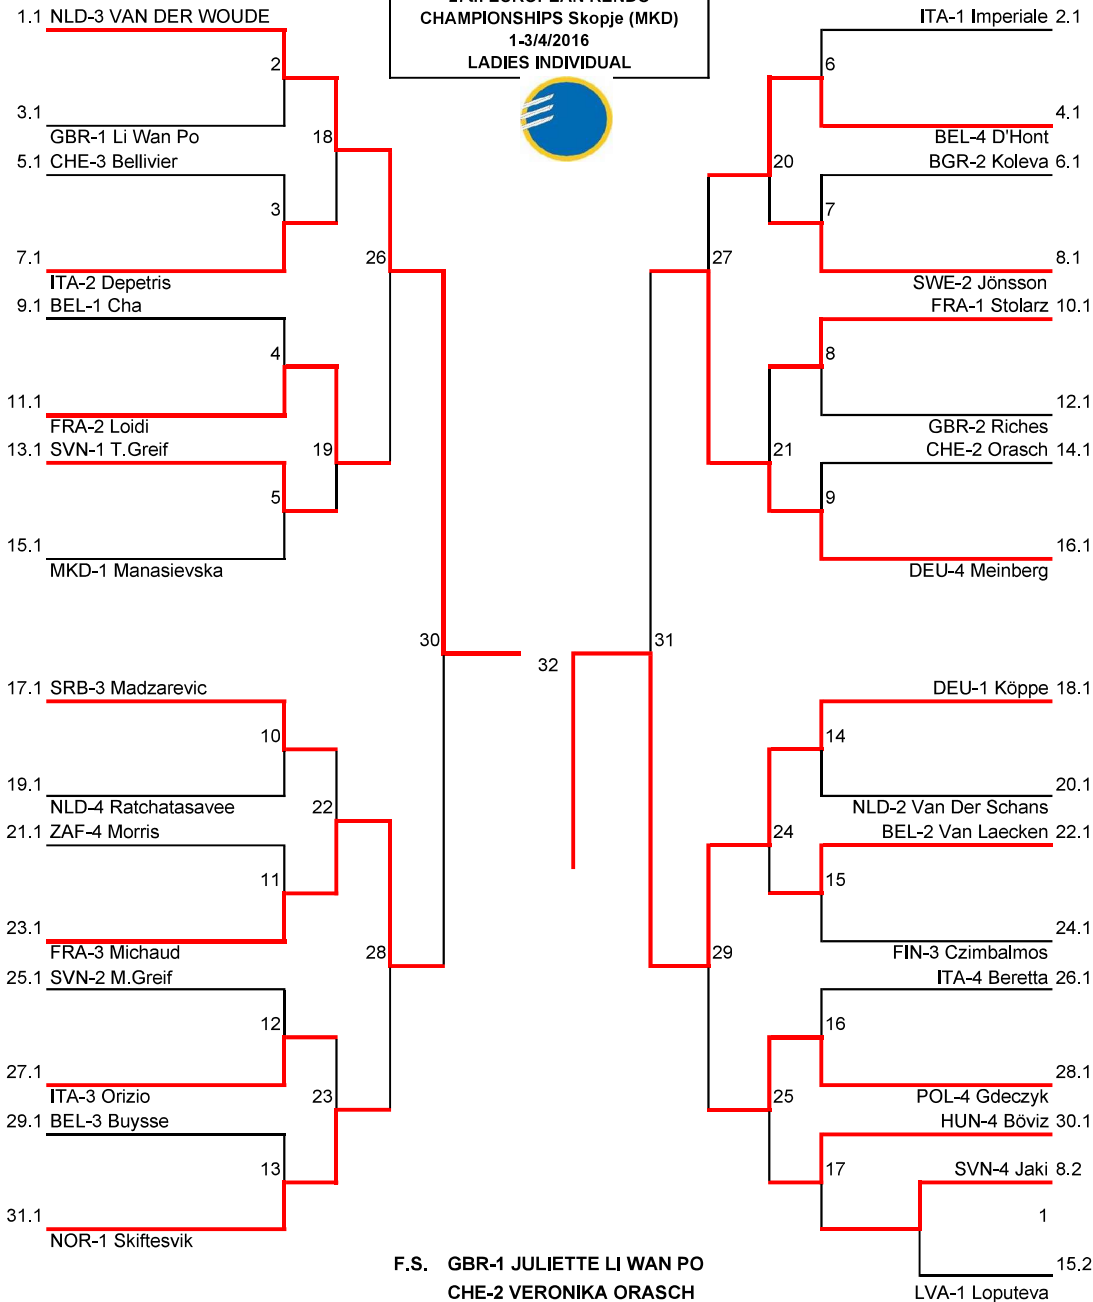 CHAMPIONSHIPS Skopje (MKD)
1-3/4/2016
LADIES INDIVIDUAL
1.1 NLD-3 VAN DER WOUDE
2
3.1
GBR-1 Li Wan Po
18
5.1 CHE-3 Bellivier
3
7.1
ITA-2 Depetris
26
9.1 BEL-1 Cha
4
11.1
FRA-2 Loidi
19
13.1 SVN-1 T.Greif
5
15.1
MKD-1 Manasievska
30
17.1 SRB-3 Madzarevic
10
19.1
NLD-4 Ratchatasavee
22
21.1 ZAF-4 Morris
11
23.1
FRA-3 Michaud
28
25.1 SVN-2 M.Greif
12
27.1
ITA-3 Orizio
23
29.1 BEL-3 Buysse
13
31.1
NOR-1 Skiftesvik
32
ITA-1 Imperiale 2.1
6
4.1
BEL-4 D'Hont
20
BGR-2 Koleva 6.1
7
8.1
SWE-2 Jönsson
27
FRA-1 Stolarz 10.1
8
12.1
GBR-2 Riches
21
CHE-2 Orasch 14.1
9
16.1
DEU-4 Meinberg
31
DEU-1 Köppe 18.1
14
20.1
NLD-2 Van Der Schans
24
BEL-2 Van Laecken 22.1
15
24.1
FIN-3 Czimbalmos
29
ITA-4 Beretta 26.1
16
28.1
POL-4 Gdeczyk
25
HUN-4 Böviz 30.1
17
SVN-4 Jaki 8.2
1
15.2
LVA-1 Loputeva
F.S. GBR-1 JULIETTE LI WAN PO
CHE-2 VERONIKA ORASCH